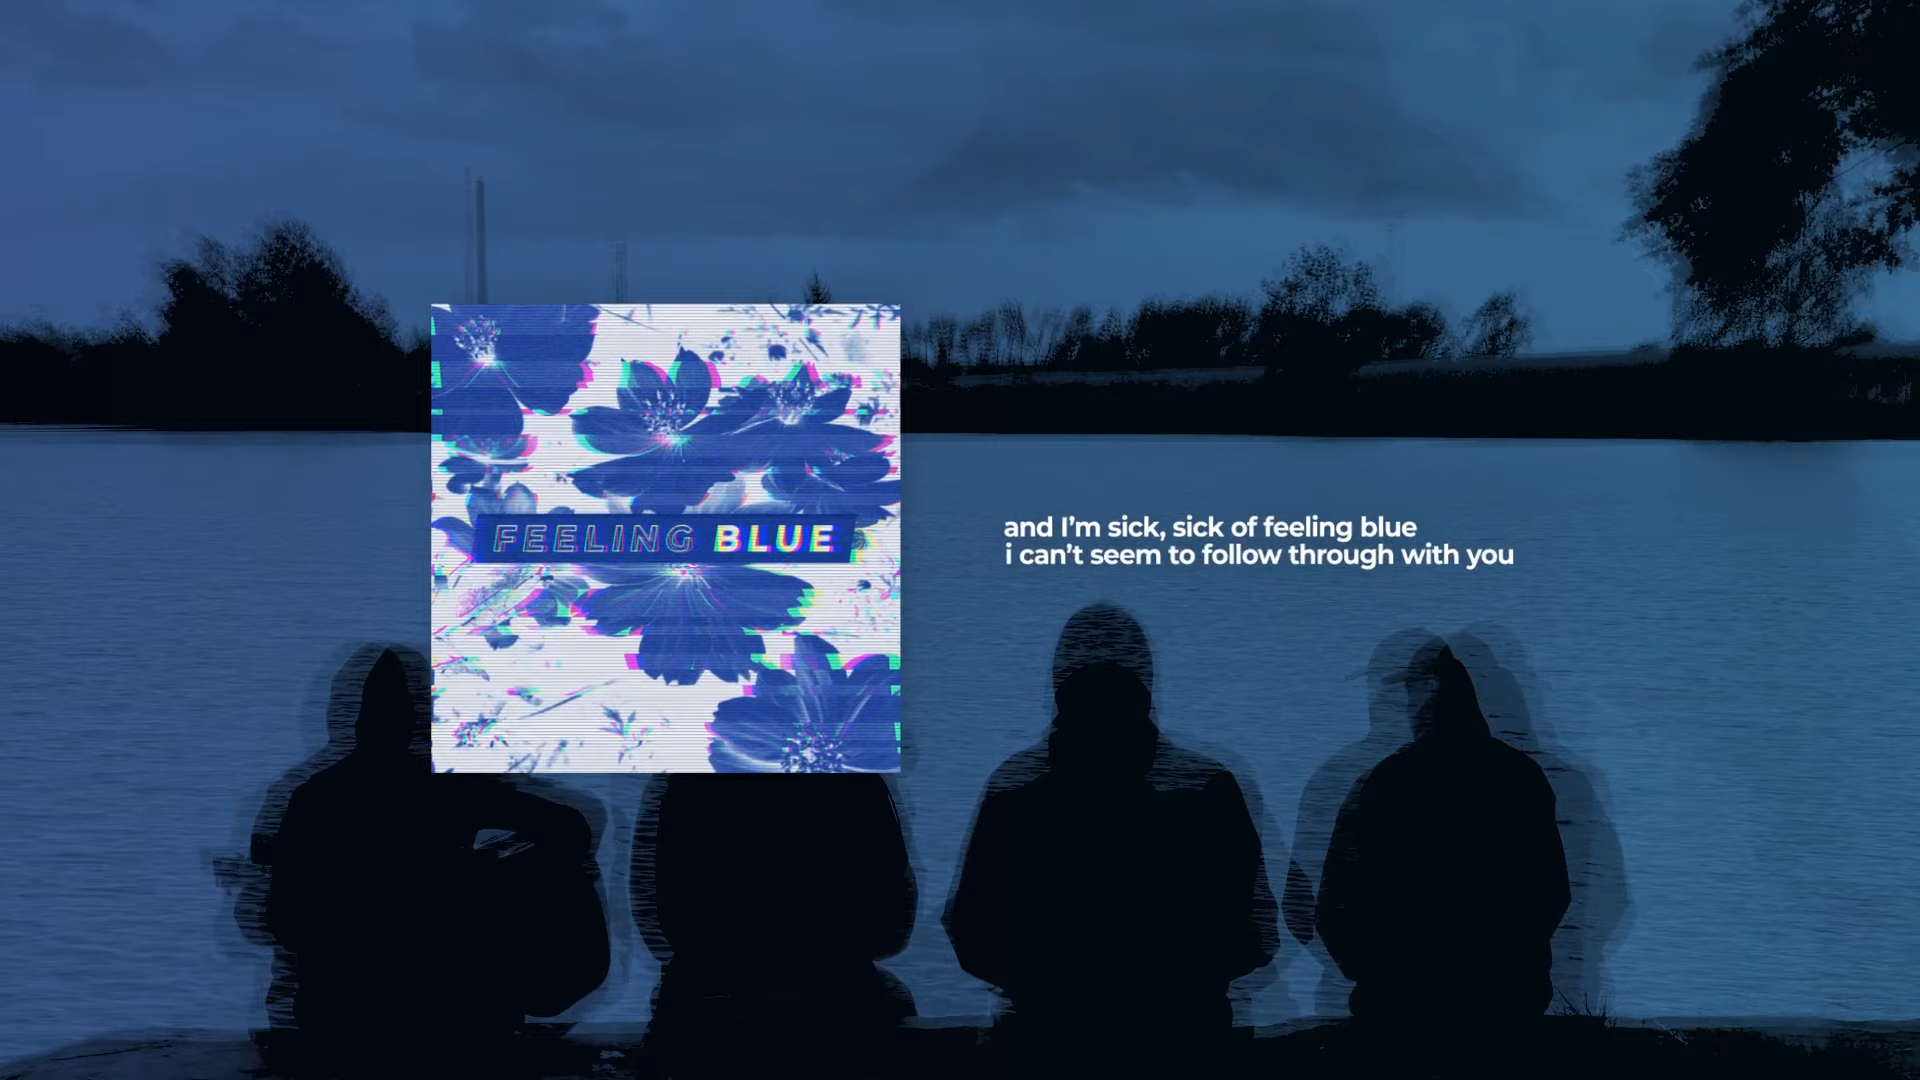 FEELING BLUE
and I’m sick, sick of feeling blue
i can’t seem to follow through with you